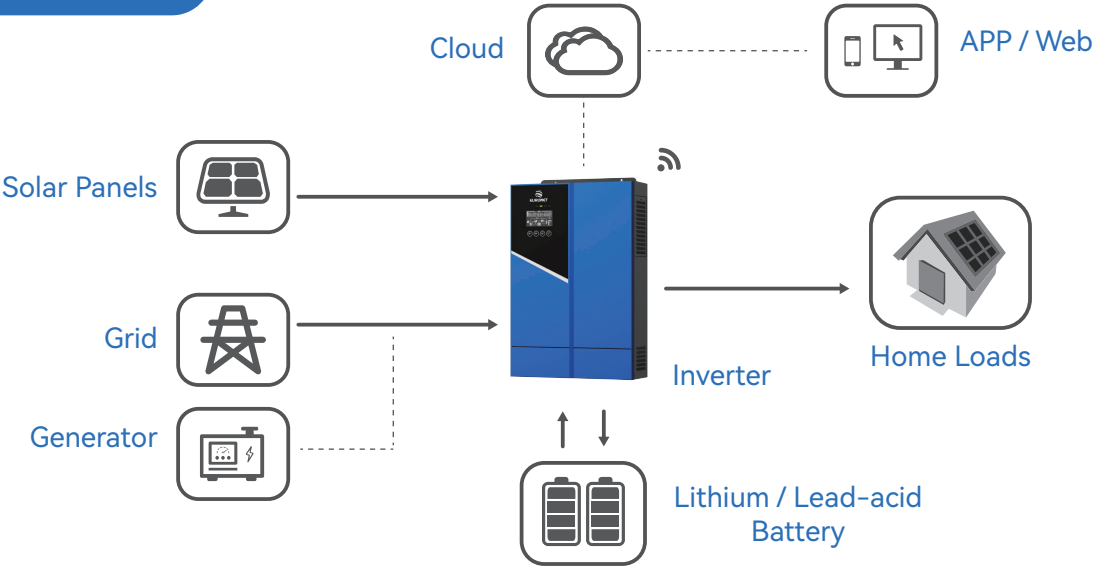 Cloud
APP / Web
Solar Panels
Grid
Generator
Inverter
Home Loads
Lithium / Lead-acid
Battery